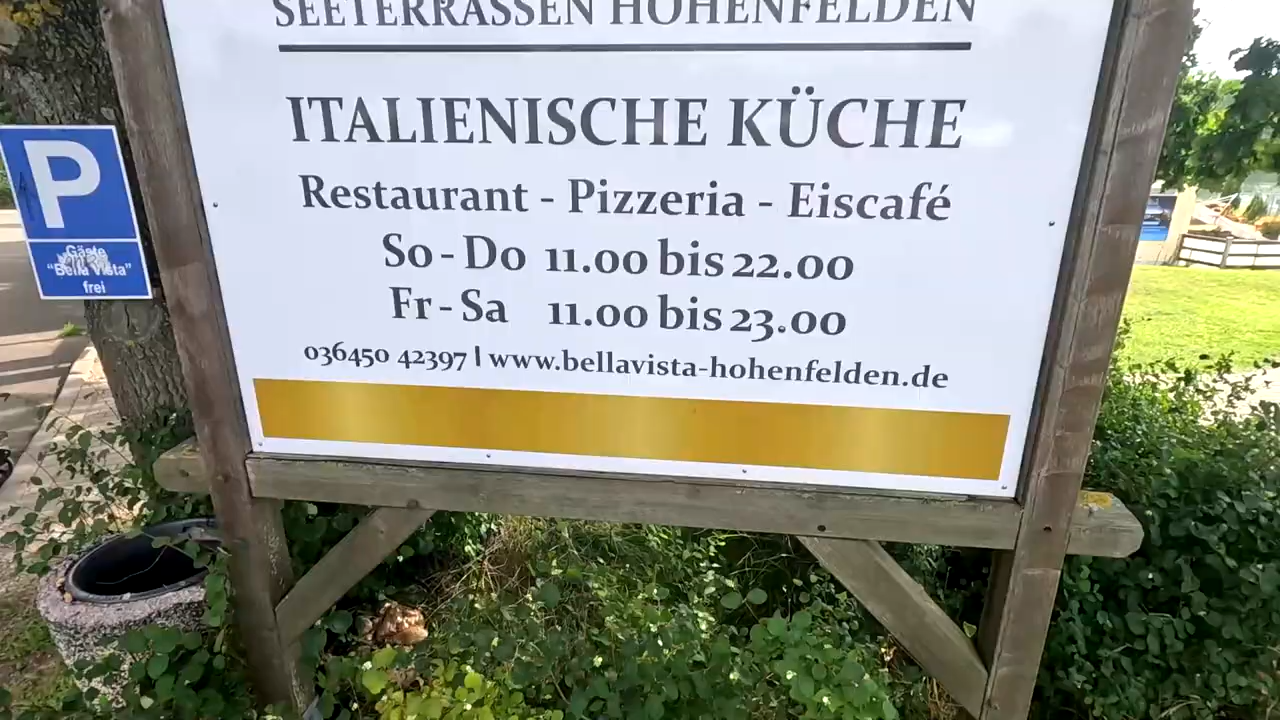 SEETERRASSEN HOHENFELDEN
ITALIENISCHE KÜCHE
Restaurant - Pizzeria - Eiscafé
So - Do 11.00 bis 22.00
Fr - Sa 11.00 bis 23.00
036450 42397 | www.bellavista-hohenfelden.de
P
Gäste
"Bella Vista"
frei